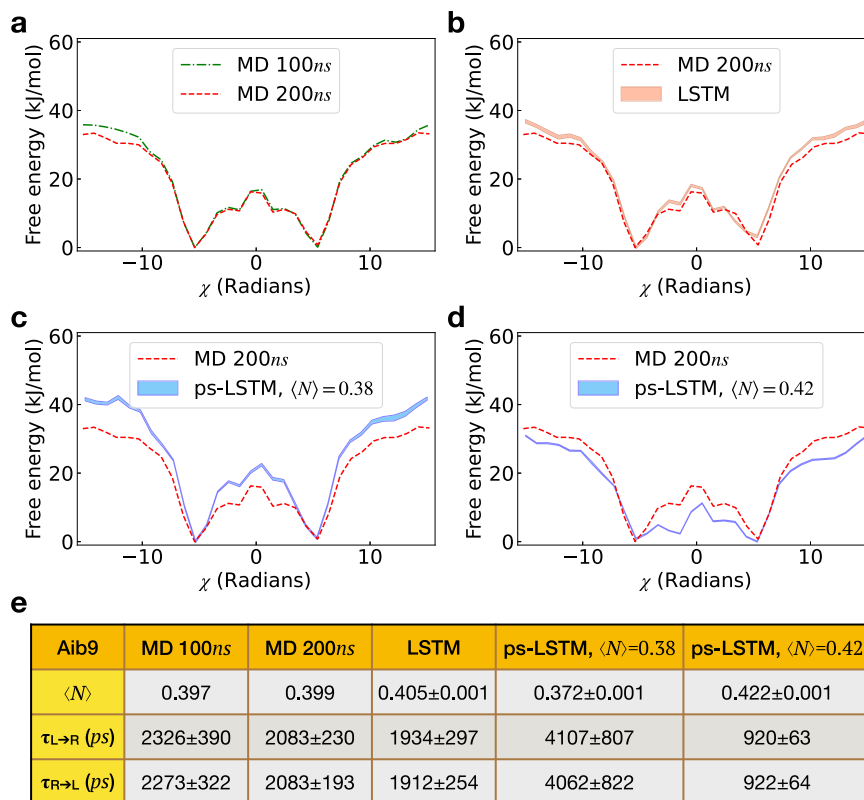 a
60
40
20
0
Free energy (kJ/mol)
MD 100ns
MD 200ns
−10 0 10
χ (Radians)
b
60
40
20
0
Free energy (kJ/mol)
MD 200ns
LSTM
−10 0 10
χ (Radians)
c
60
40
20
0
Free energy (kJ/mol)
MD 200ns
ps-LSTM, ⟨N⟩ = 0.38
−10 0 10
χ (Radians)
d
60
40
20
0
Free energy (kJ/mol)
MD 200ns
ps-LSTM, ⟨N⟩ = 0.42
−10 0 10
χ (Radians)
e
Aib9 MD 100ns MD 200ns LSTM ps-LSTM, ⟨N⟩=0.38 ps-LSTM, ⟨N⟩=0.42
⟨N⟩ 0.397 0.399 0.405±0.001 0.372±0.001 0.422±0.001
τL→R (ps) 2326±390 2083±230 1934±297 4107±807 920±63
τR→L (ps) 2273±322 2083±193 1912±254 4062±822 922±64